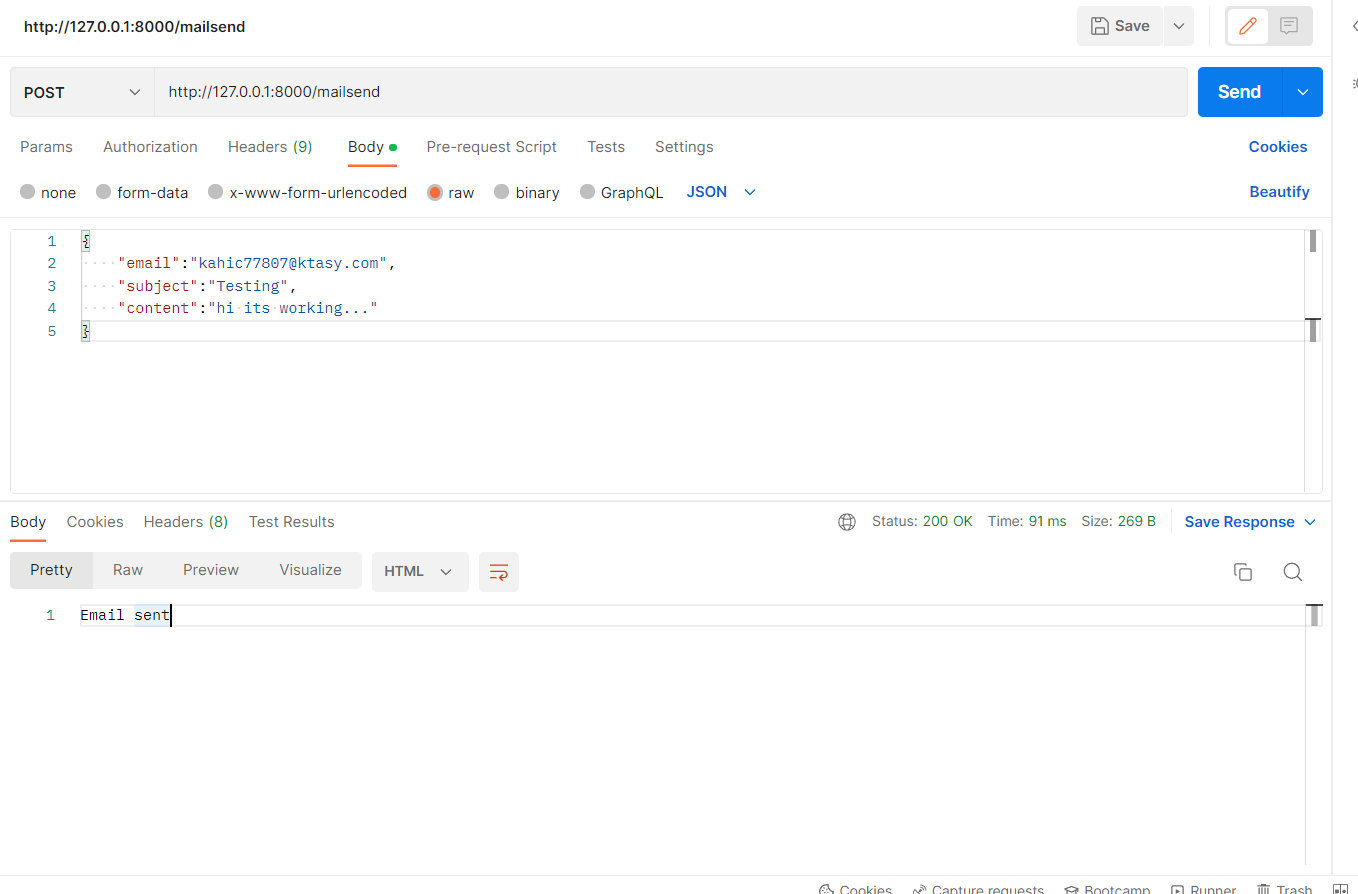 http://127.0.0.1:8000/mailsend
Save
POST http://127.0.0.1:8000/mailsend Send
Params Authorization Headers (9) Body Pre-request Script Tests Settings Cookies
none form-data x-www-form-urlencoded raw binary GraphQL JSON Beautify
1 {
2 "email":"kahic77807@ktasy.com",
3 "subject":"Testing",
4 "content":"hi its working..."
5 }
Body Cookies Headers (8) Test Results Status: 200 OK Time: 91 ms Size: 269 B Save Response
Pretty Raw Preview Visualize HTML
1 Email sent
Cookies Capture requests Bootcamp Runner Trash